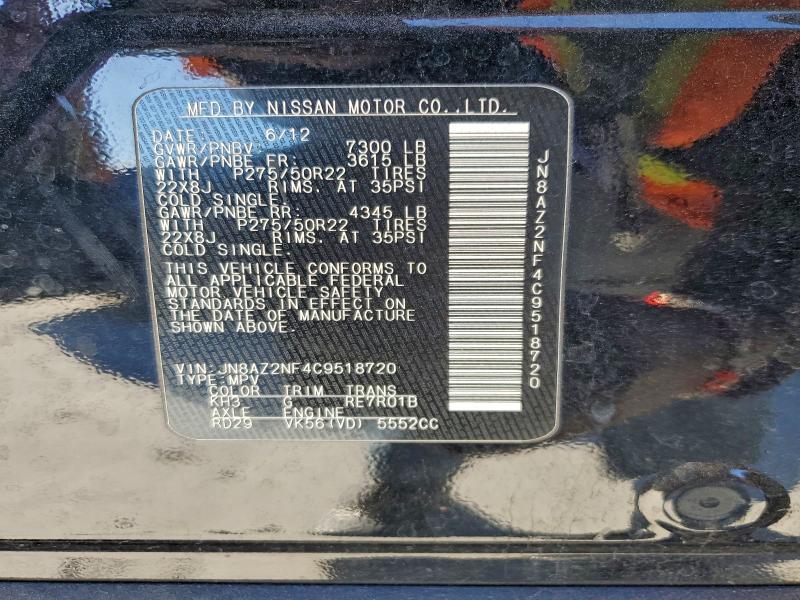 MFD BY NISSAN MOTOR CO.,LTD.
DATE: 6/12
GVWR/PNBV: 7300 LB
GAWR/PNBE FR: 3615 LB
WITH P275/50R22 TIRES
22X8J RIMS. AT 35PSI
COLD SINGLE.
GAWR/PNBE RR: 4345 LB
WITH P275/50R22 TIRES
22X8J RIMS. AT 35PSI
COLD SINGLE.
THIS VEHICLE CONFORMS TO
ALL APPLICABLE FEDERAL
MOTOR VEHICLE SAFETY
STANDARDS IN EFFECT ON
THE DATE OF MANUFACTURE
SHOWN ABOVE.
VIN: JN8AZ2NF4C9518720
TYPE: MPV
COLOR TRIM TRANS
KH3 G RE7R01B
AXLE ENGINE
RD29 VK56(VD) 5552CC
JN8AZ2NF4C9518720